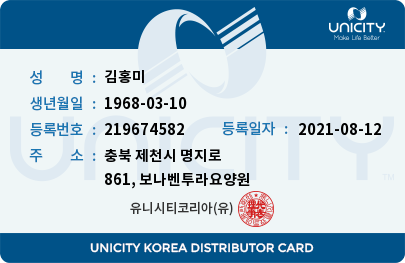 UNICITY
Make Life Better
성 명 : 김홍미
생년월일 : 1968-03-10
등록번호 : 219674582 등록일자 : 2021-08-12
주 소 : 충북 제천시 명지로
861, 보나벤투라요양원
UNICITY
TM
유니시티코리아(유)
UNICITY KOREA DISTRIBUTOR CARD